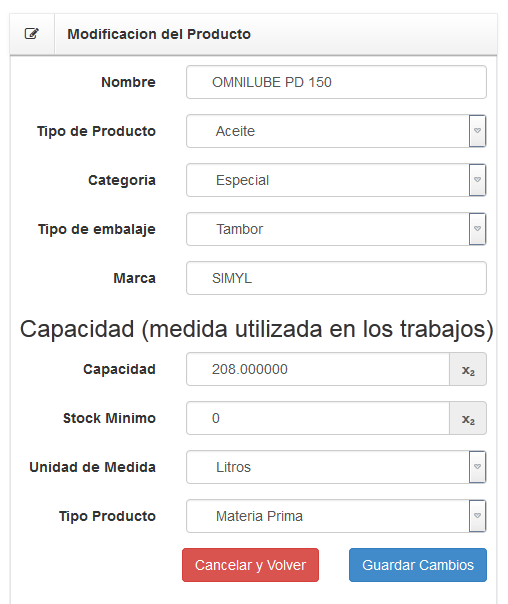 Modificacion del Producto
Nombre OMNILUBE PD 150
Tipo de Producto Aceite
Categoria Especial
Tipo de embalaje Tambor
Marca SIMYL
Capacidad (medida utilizada en los trabajos)
Capacidad 208.000000 x₂
Stock Minimo 0 x₂
Unidad de Medida Litros
Tipo Producto Materia Prima
Cancelar y Volver Guardar Cambios